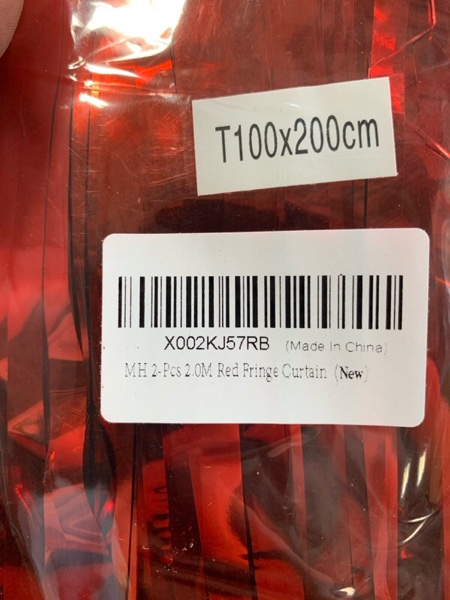 T100x200cm
X002KJ57RB (Made in China)
MH 2-Pcs 2.0M Red Fringe Curtain (New)